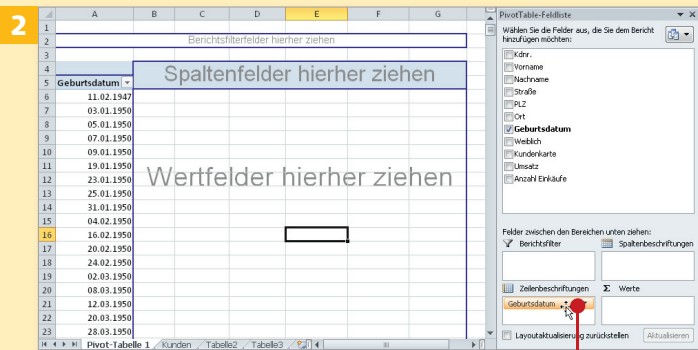 2
A B C D E F G
1
2 Berichtsfilterfelder hierher ziehen
3
4 Spaltenfelder hierher ziehen
5 Geburtsdatum
6 11.02.1947
7 03.01.1950
8 05.01.1950
9 07.01.1950
10 09.01.1950
11 19.01.1950
12 23.01.1950
Wertfelder hierher ziehen
13 25.01.1950
14 31.01.1950
15 04.02.1950
16 16.02.1950
17 20.02.1950
18 24.02.1950
19 02.03.1950
20 08.03.1950
21 12.03.1950
22 20.03.1950
23 28.03.1950
Pivot-Tabelle 1 Kunden Tabelle2 Tabelle3
PivotTable-Feldliste
Wählen Sie die Felder aus, die Sie dem Bericht
hinzufügen möchten:
Kdnr.
Vorname
Nachname
Straße
PLZ
Ort
Geburtsdatum
Weiblich
Kundenkarte
Umsatz
Anzahl Einkäufe
Felder zwischen den Bereichen unten ziehen:
Berichtsfilter Spaltenbeschriftungen
Zeilenbeschriftungen Σ Werte
Geburtsdatum
Layoutaktualisierung zurückstellen Aktualisieren